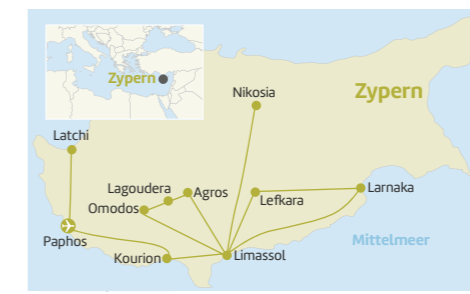 Zypern
Zypern
Nikosia
Latchi
Lagoudera
Agros
Larnaka
Omodos
Lefkara
Paphos
Mittelmeer
Kourion
Limassol